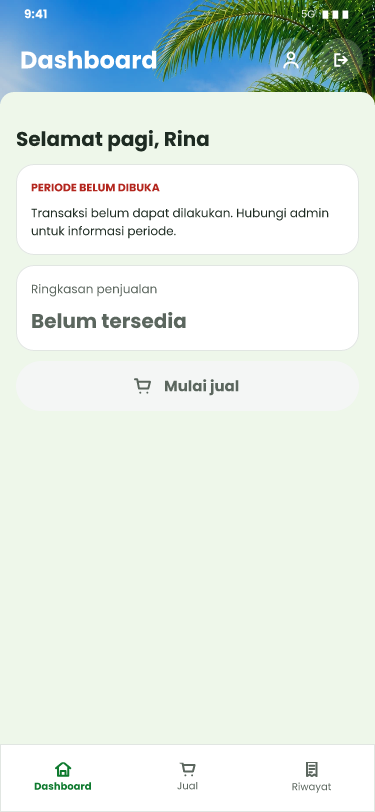 9:41
5G
Dashboard
Selamat pagi, Rina
PERIODE BELUM DIBUKA
Transaksi belum dapat dilakukan. Hubungi admin
untuk informasi periode.
Ringkasan penjualan
Belum tersedia
Mulai jual
Dashboard
Jual
Riwayat